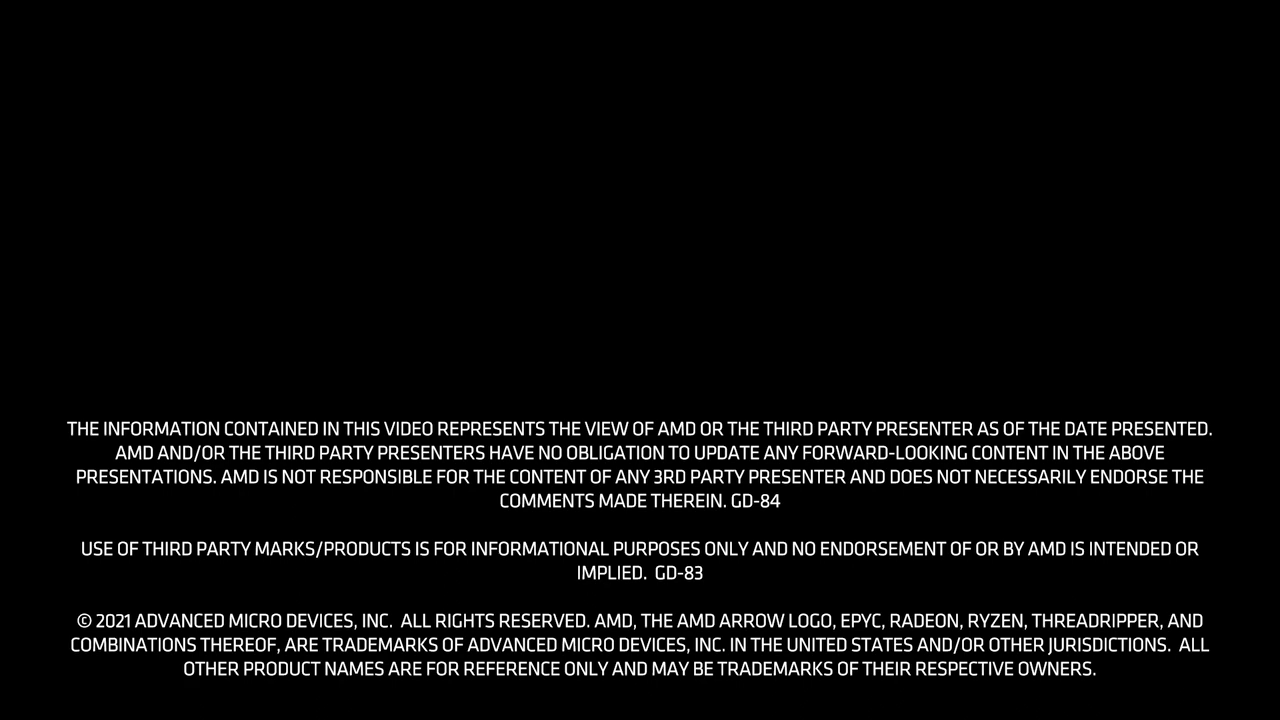 THE INFORMATION CONTAINED IN THIS VIDEO REPRESENTS THE VIEW OF AMD OR THE THIRD PARTY PRESENTER AS OF THE DATE PRESENTED.
AMD AND/OR THE THIRD PARTY PRESENTERS HAVE NO OBLIGATION TO UPDATE ANY FORWARD-LOOKING CONTENT IN THE ABOVE
PRESENTATIONS. AMD IS NOT RESPONSIBLE FOR THE CONTENT OF ANY 3RD PARTY PRESENTER AND DOES NOT NECESSARILY ENDORSE THE
COMMENTS MADE THEREIN. GD-84
USE OF THIRD PARTY MARKS/PRODUCTS IS FOR INFORMATIONAL PURPOSES ONLY AND NO ENDORSEMENT OF OR BY AMD IS INTENDED OR
IMPLIED. GD-83
© 2021 ADVANCED MICRO DEVICES, INC. ALL RIGHTS RESERVED. AMD, THE AMD ARROW LOGO, EPYC, RADEON, RYZEN, THREADRIPPER, AND
COMBINATIONS THEREOF, ARE TRADEMARKS OF ADVANCED MICRO DEVICES, INC. IN THE UNITED STATES AND/OR OTHER JURISDICTIONS. ALL
OTHER PRODUCT NAMES ARE FOR REFERENCE ONLY AND MAY BE TRADEMARKS OF THEIR RESPECTIVE OWNERS.